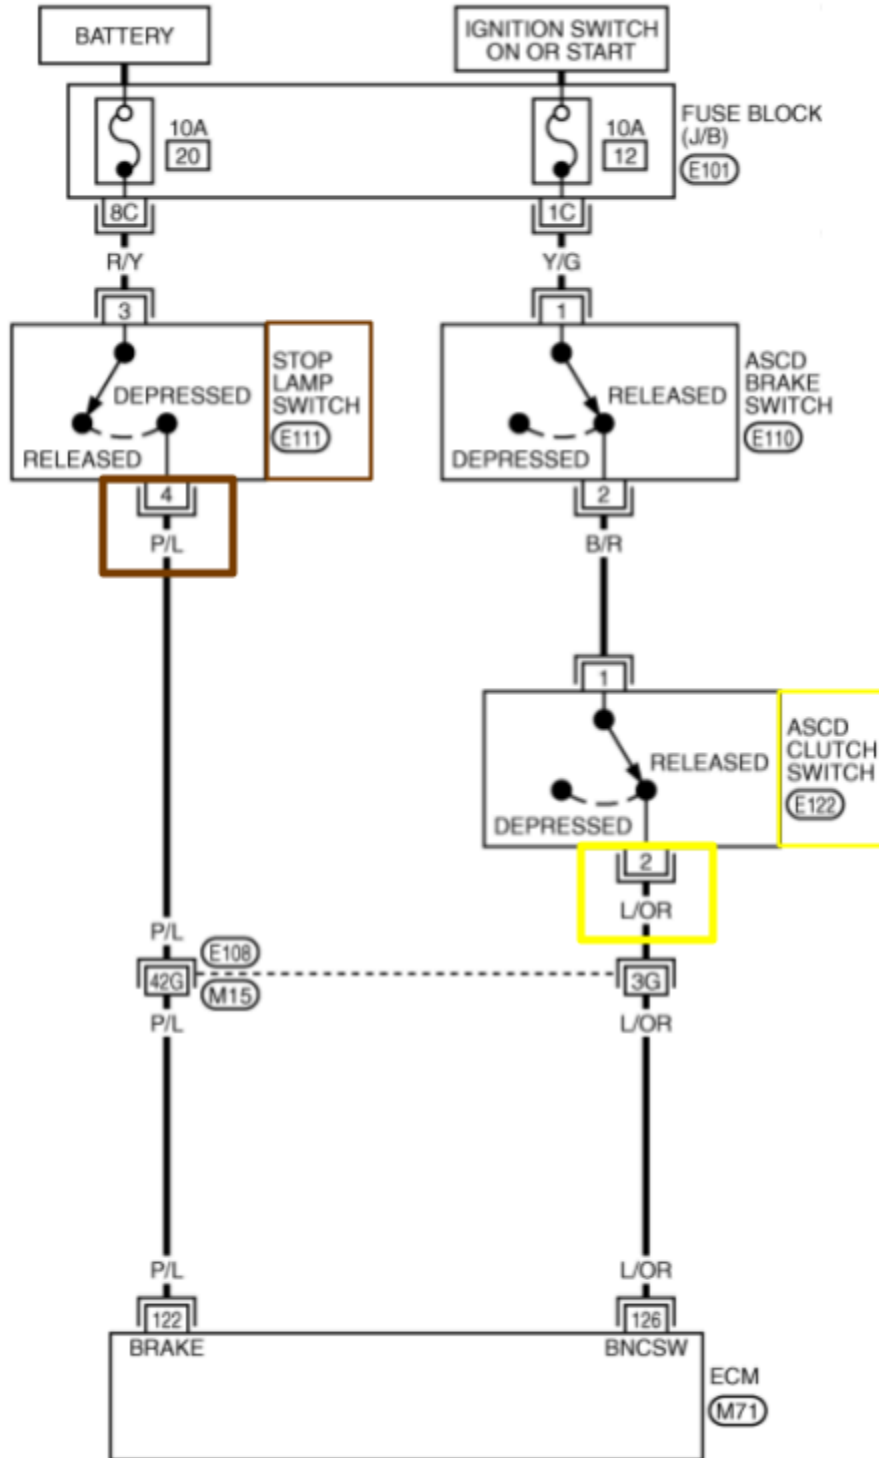 BATTERY
IGNITION SWITCH
ON OR START
10A
20
10A
12
FUSE BLOCK
(J/B)
E101
8C
1C
R/Y
Y/G
3
1
STOP
LAMP
SWITCH
E111
DEPRESSED
RELEASED
ASCD
BRAKE
SWITCH
E110
RELEASED
DEPRESSED
4
2
P/L
B/R
1
ASCD
CLUTCH
SWITCH
E122
RELEASED
DEPRESSED
2
L/OR
P/L
E108
42G
3G
M15
P/L
L/OR
P/L
L/OR
122
126
BRAKE
BNCSW
ECM
M71